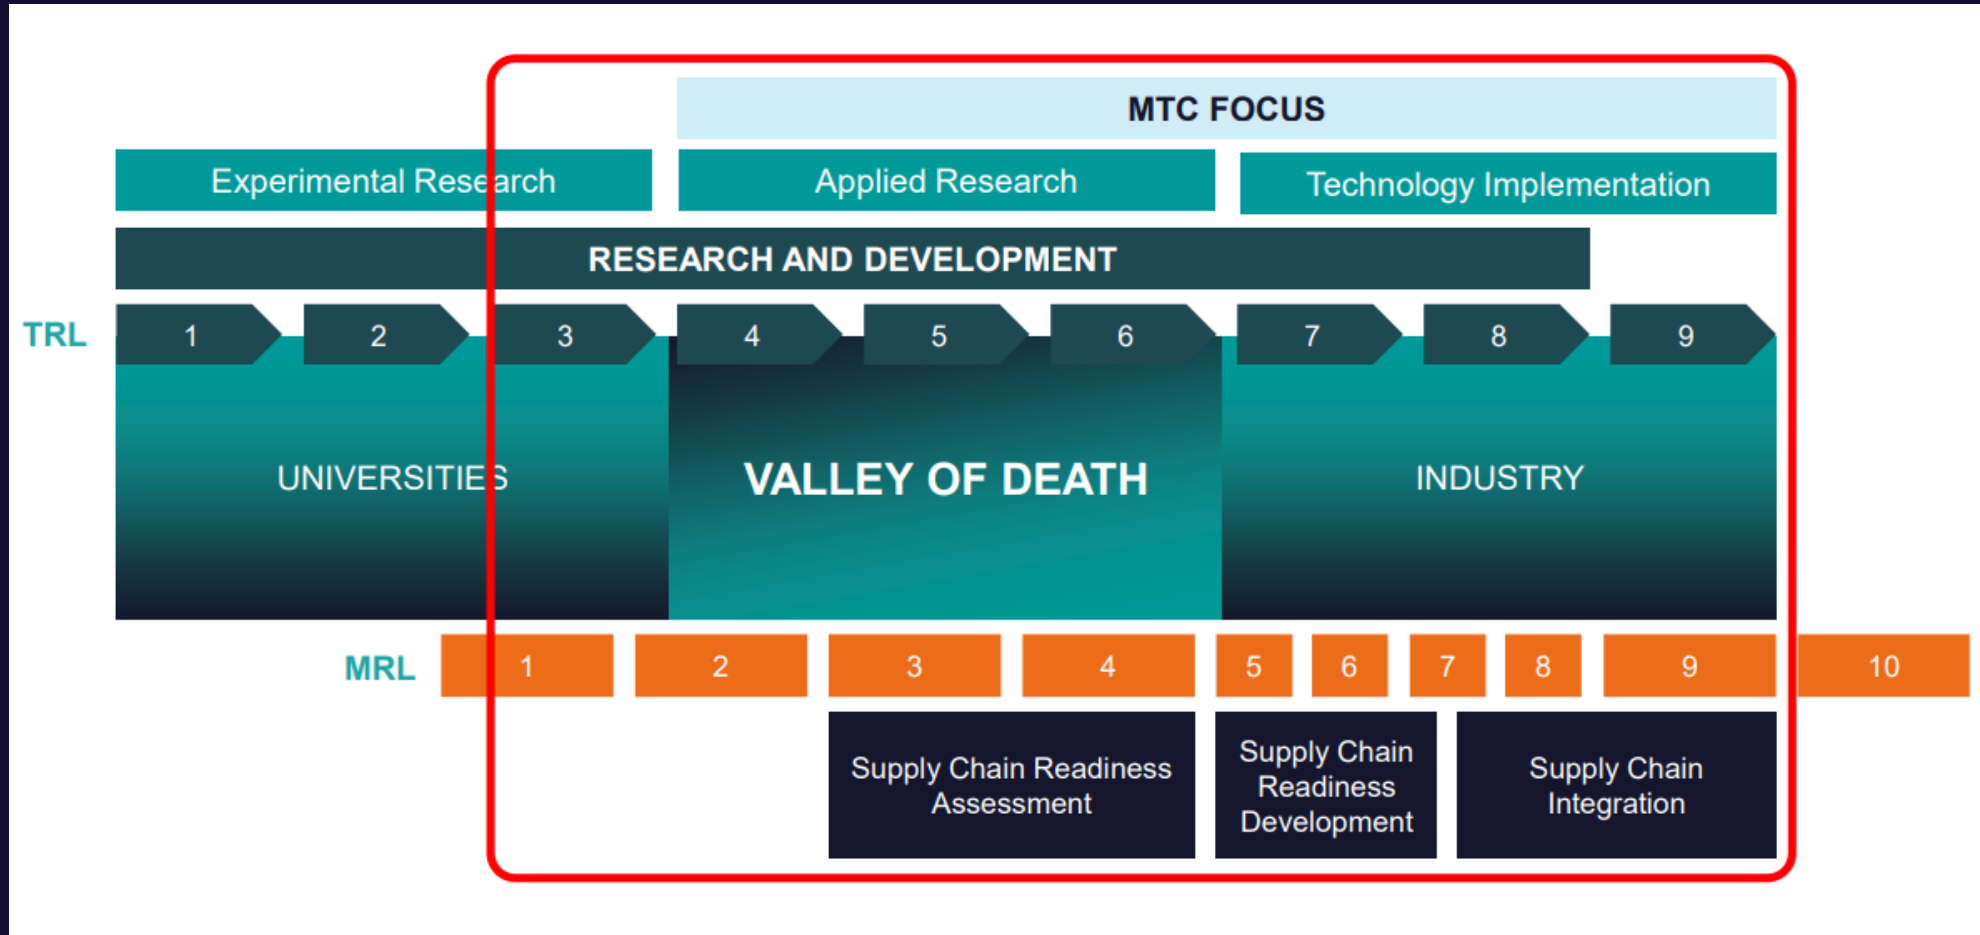 MTC FOCUS
Experimental Research
Applied Research
Technology Implementation
RESEARCH AND DEVELOPMENT
TRL
1
2
3
4
5
6
7
8
9
UNIVERSITIES
VALLEY OF DEATH
INDUSTRY
MRL
1
2
3
4
5
6
7
8
9
10
Supply Chain Readiness
Assessment
Supply Chain
Readiness
Development
Supply Chain
Integration